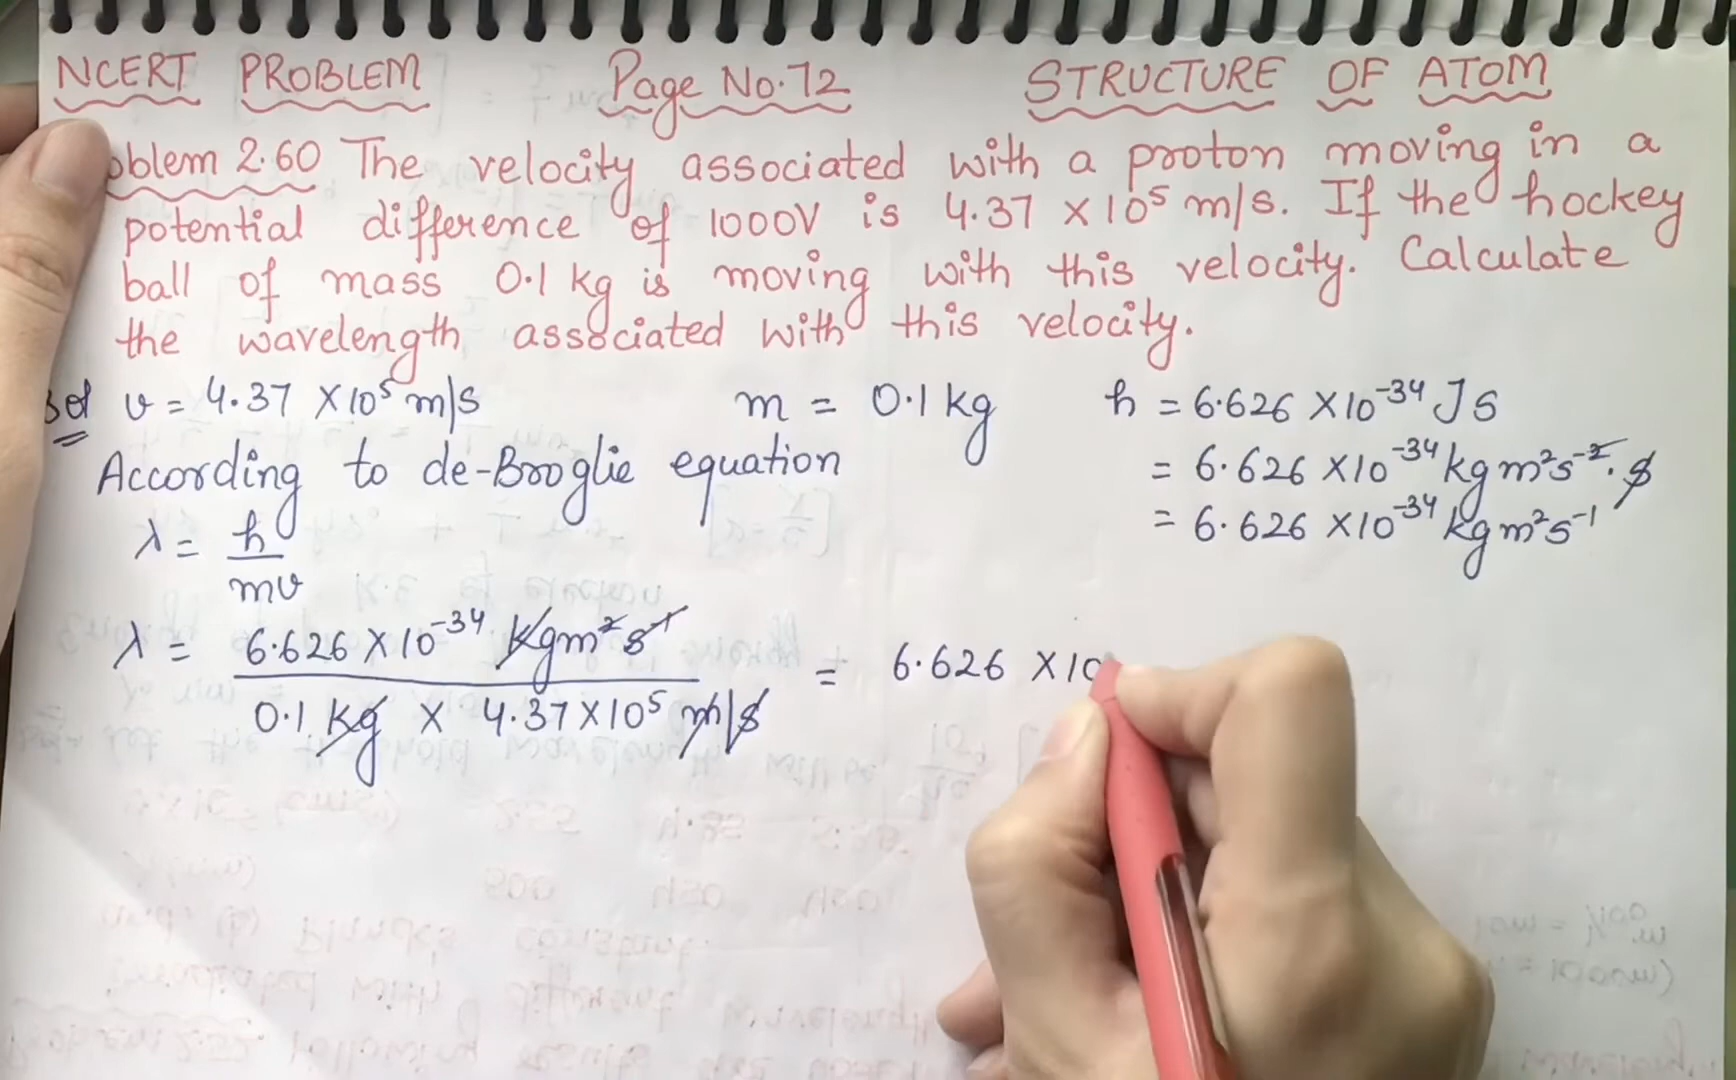 NCERT PROBLEM Page No.72 STRUCTURE OF ATOM
oblem 2.60 The velocity associated with a proton moving in a
potential difference of 1000V is 4.37 ×10⁵ m/s. If the hockey
ball of mass 0.1 kg is moving with this velocity. Calculate
the wavelength associated with this velocity.
Sol v = 4.37 ×10⁵ m/s m = 0.1 kg h = 6.626 ×10⁻³⁴ JS
According to de-Broglie equation = 6.626 ×10⁻³⁴ kg m²s⁻².s
= 6.626 ×10⁻³⁴ kg m²s⁻¹
λ = h
mv
λ = 6.626 ×10⁻³⁴ Kgm²s⁻¹ = 6.626 ×10
0.1 kg × 4.37×10⁵ m/s